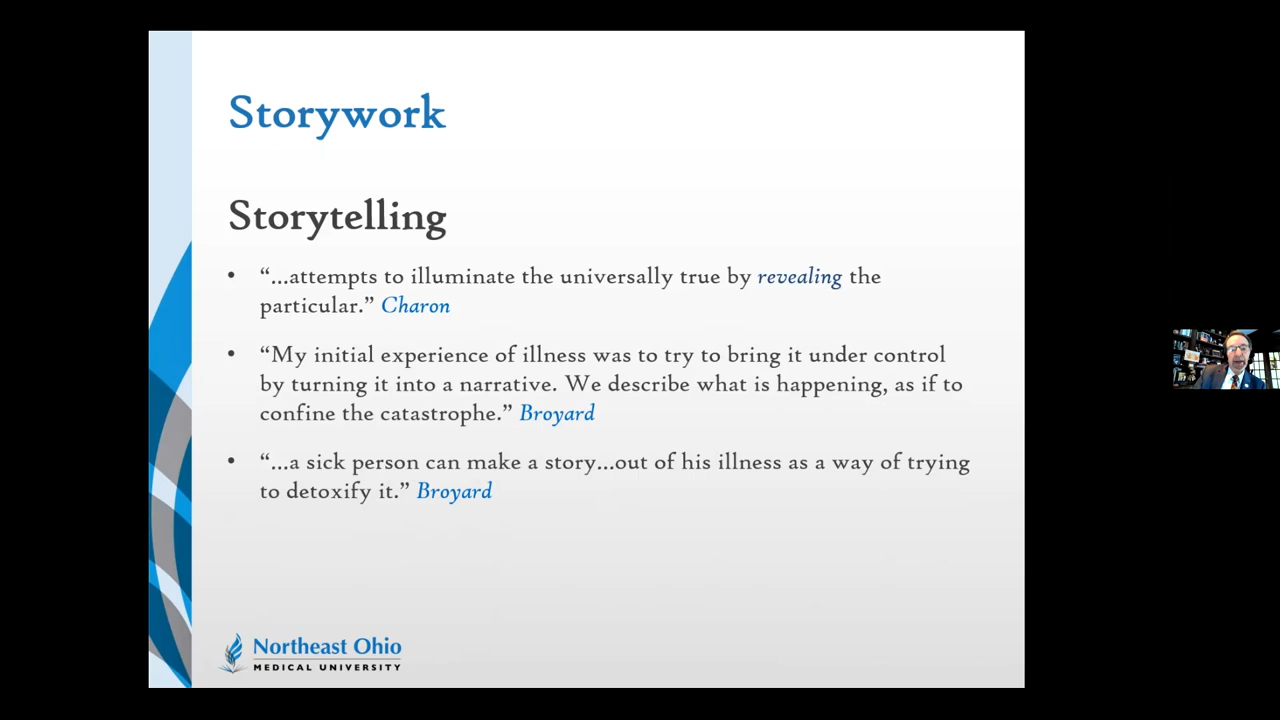 Storywork
Storytelling
• “...attempts to illuminate the universally true by revealing the
particular.” Charon
• “My initial experience of illness was to try to bring it under control
by turning it into a narrative. We describe what is happening, as if to
confine the catastrophe.” Broyard
• “...a sick person can make a story...out of his illness as a way of trying
to detoxify it.” Broyard
Northeast Ohio
MEDICAL UNIVERSITY